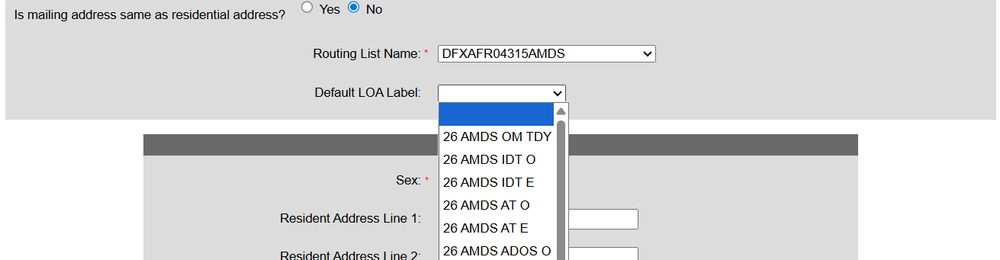 Is mailing address same as residential address? Yes No
Routing List Name: * DFXAFR04315AMDS
Default LOA Label:
26 AMDS OM TDY
26 AMDS IDT O
Sex: *
26 AMDS IDT E
26 AMDS AT O
Resident Address Line 1:
26 AMDS AT E
26 AMDS ADOS O
Resident Address Line 2: